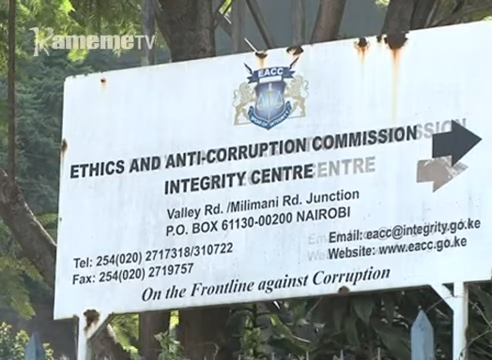 KamemeTV
EACC
ETHICS AND ANTI-CORRUPTION COMMISSION
INTEGRITY CENTRE
Valley Rd. /Milimani Rd. Junction
P.O. BOX 61130-00200 NAIROBI
Tel: 254(020) 2717318/310722
Fax: 254(020) 2719757
Email: eacc@integrity.go.ke
Website: www.eacc.go.ke
On the Frontline against Corruption